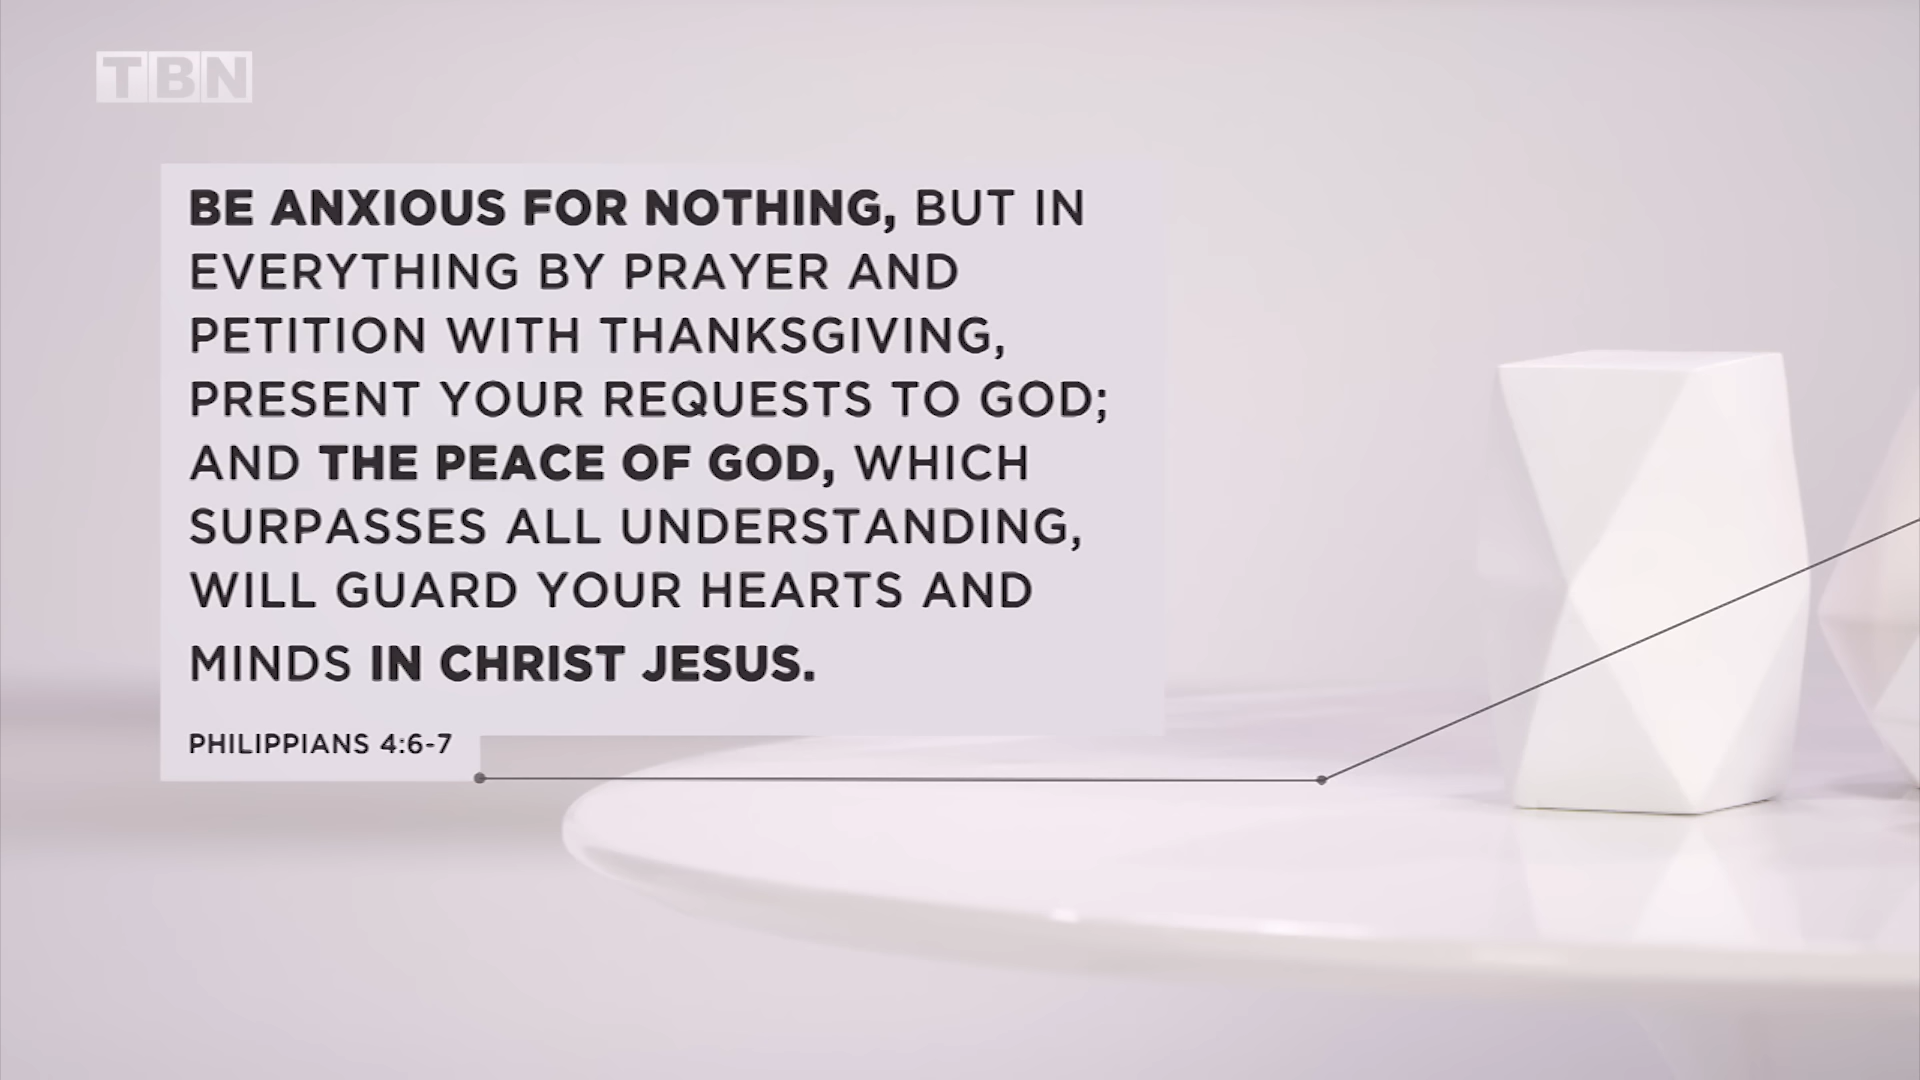 TBN
BE ANXIOUS FOR NOTHING, BUT IN
EVERYTHING BY PRAYER AND
PETITION WITH THANKSGIVING,
PRESENT YOUR REQUESTS TO GOD;
AND THE PEACE OF GOD, WHICH
SURPASSES ALL UNDERSTANDING,
WILL GUARD YOUR HEARTS AND
MINDS IN CHRIST JESUS.
PHILIPPIANS 4:6-7